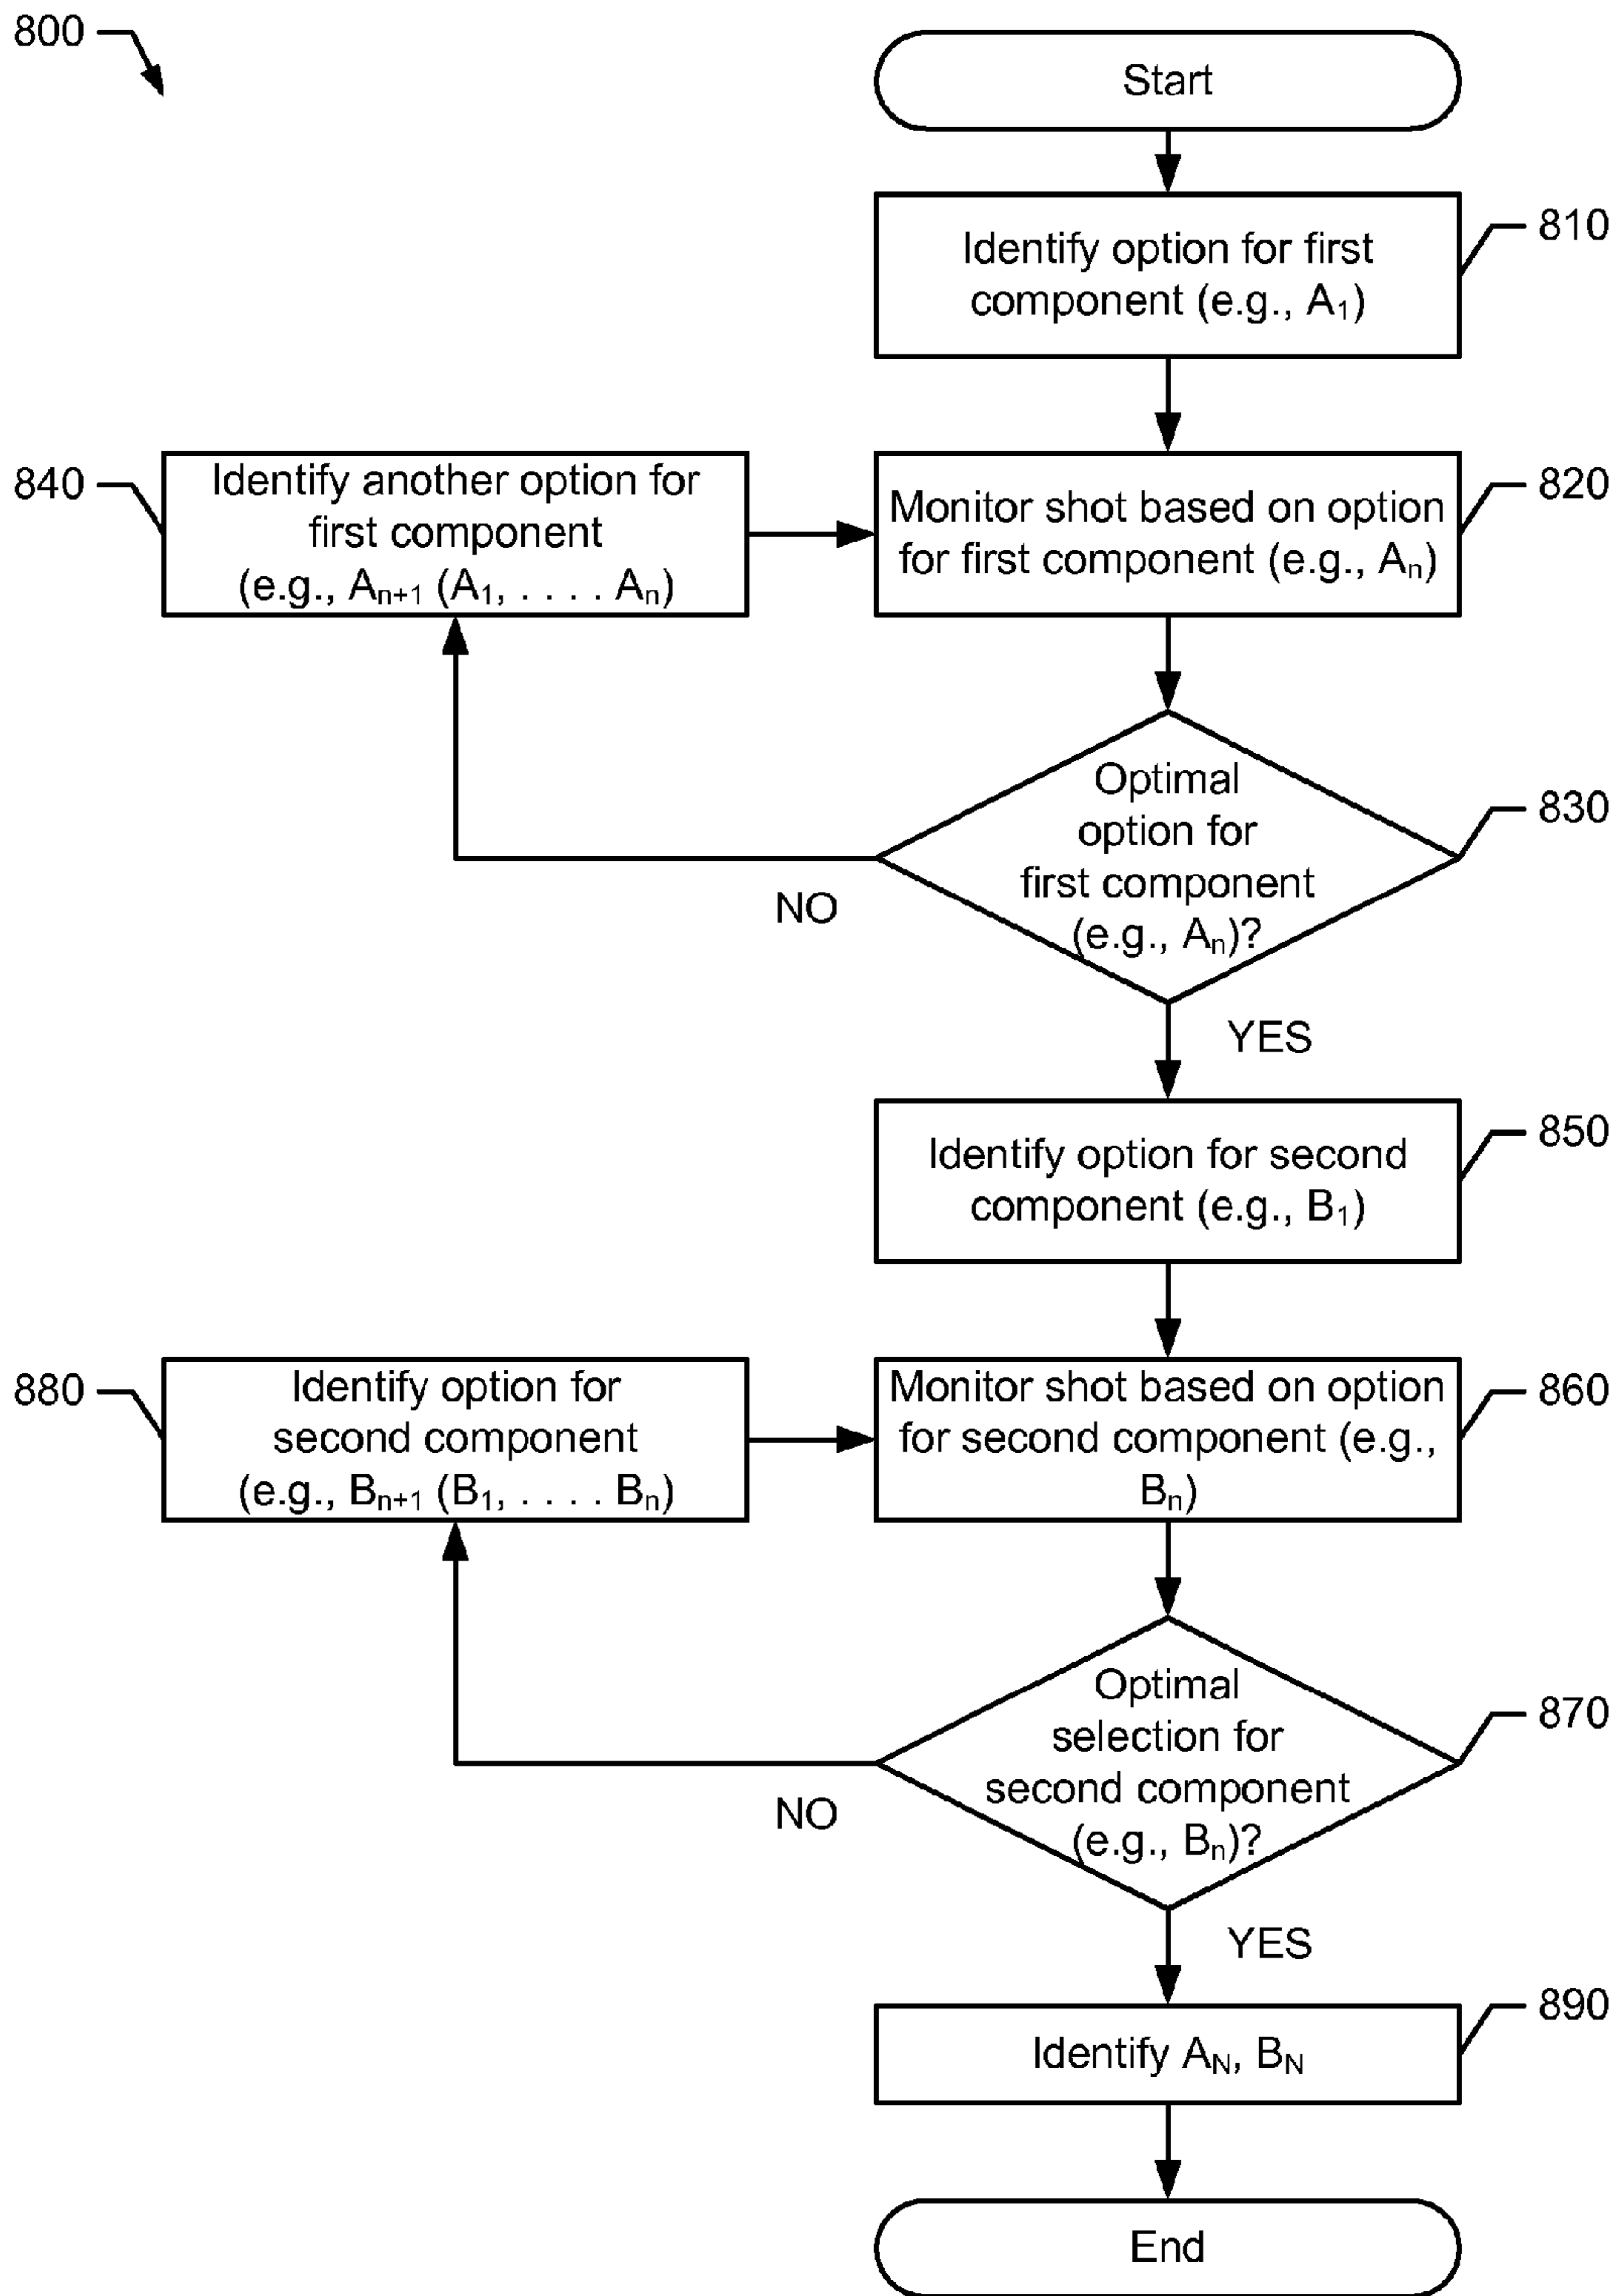 800
Start
810
Identify option for first
component (e.g., A₁)
840
Identify another option for
first component
(e.g., Aₙ₊₁ (A₁, . . . . Aₙ)
820
Monitor shot based on option
for first component (e.g., Aₙ)
830
Optimal
option for
first component
(e.g., Aₙ)?
NO
YES
850
Identify option for second
component (e.g., B₁)
880
Identify option for
second component
(e.g., Bₙ₊₁ (B₁, . . . . Bₙ)
860
Monitor shot based on option
for second component (e.g.,
Bₙ)
870
Optimal
selection for
second component
(e.g., Bₙ)?
NO
YES
890
Identify A_N, B_N
End